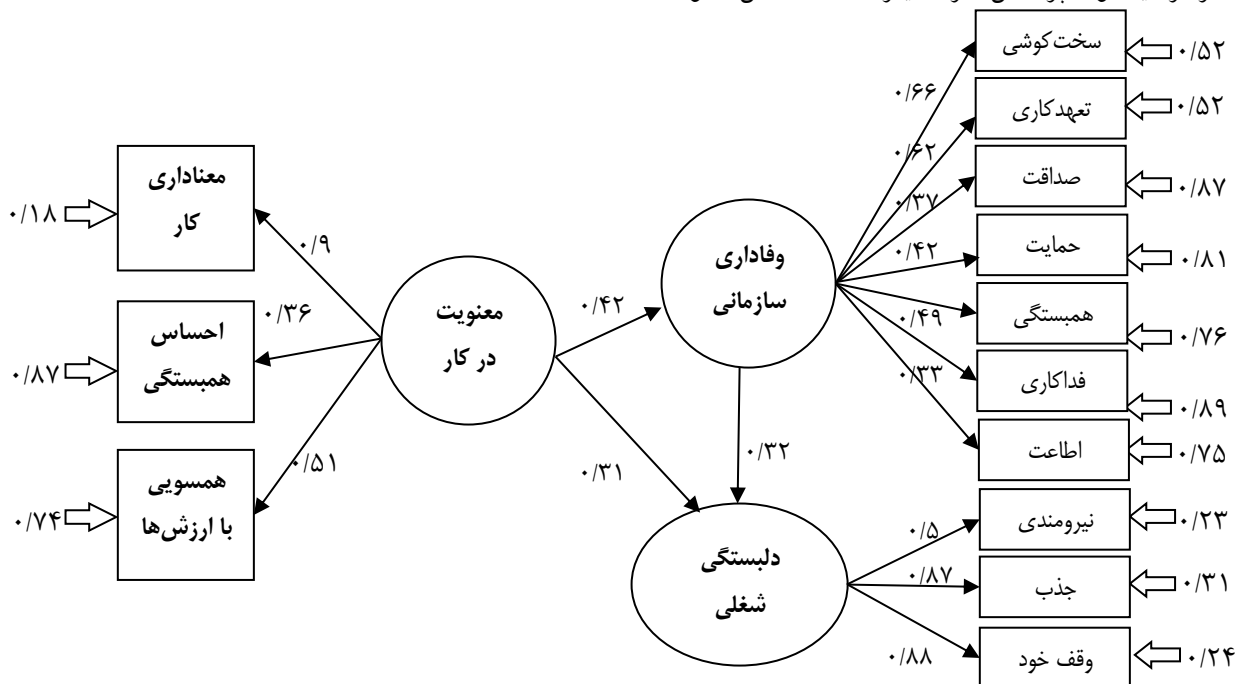 سخت‌کوشی
۰/۵۲
۰/۶۶
تعهدکاری
۰/۵۲
۰/۶۲
صداقت
۰/۸۷
۰/۳۷
حمایت
۰/۸۱
۰/۴۲
همبستگی
۰/۷۶
۰/۴۹
فداکاری
۰/۸۹
۰/۳۳
اطاعت
۰/۷۵
نیرومندی
۰/۲۳
۰/۵
جذب
۰/۳۱
۰/۸۷
وقف خود
۰/۲۴
۰/۸۸
وفاداری
سازمانی
۰/۳۲
دلبستگی
شغلی
۰/۴۲
۰/۳۱
معنویت
در کار
۰/۹
۰/۳۶
۰/۵۱
معناداری
کار
۰/۱۸
احساس
همبستگی
۰/۸۷
همسویی
با ارزش‌ها
۰/۷۴